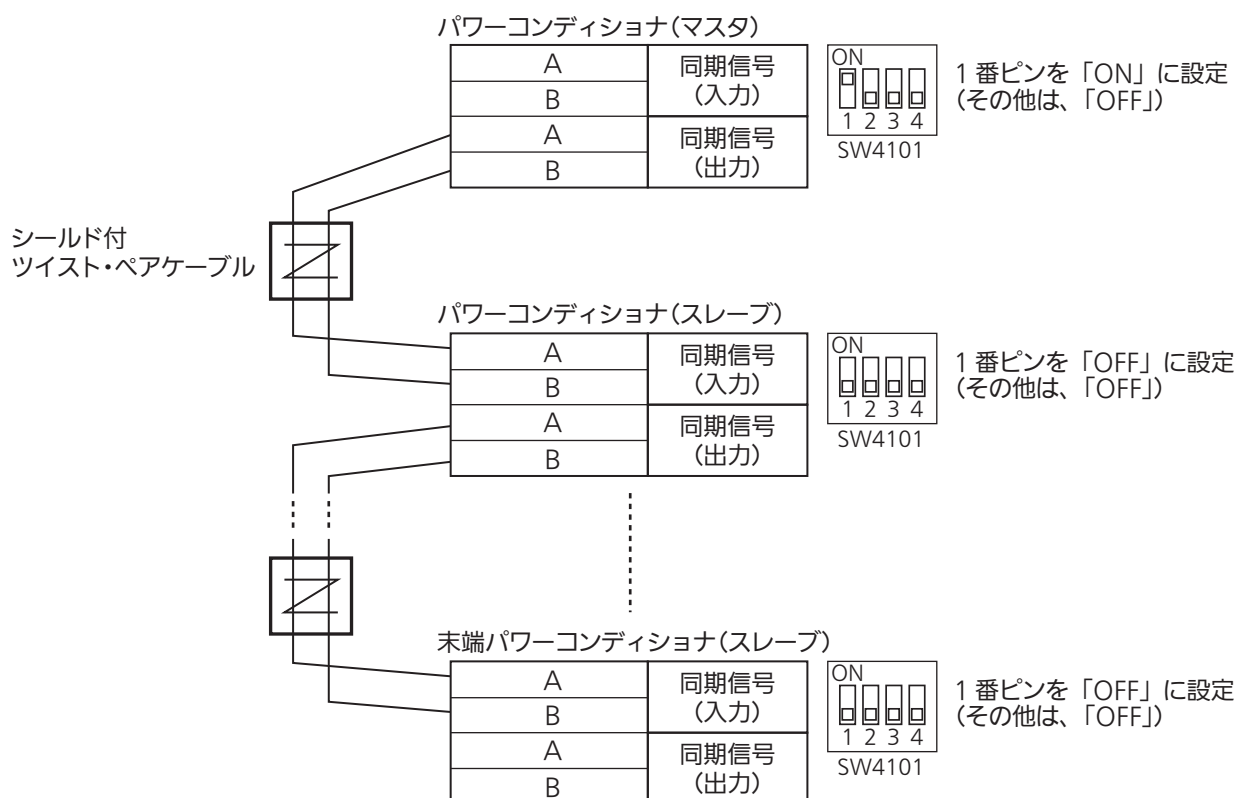 パワーコンディショナ（マスタ）
A
同期信号
（入力）
B
A
同期信号
（出力）
B
ON
1 2 3 4
SW4101
1 番ピンを「ON」に設定
（その他は、「OFF」）
シールド付
ツイスト・ペアケーブル
パワーコンディショナ（スレーブ）
A
同期信号
（入力）
B
A
同期信号
（出力）
B
ON
1 2 3 4
SW4101
1 番ピンを「OFF」に設定
（その他は、「OFF」）
末端パワーコンディショナ（スレーブ）
A
同期信号
（入力）
B
A
同期信号
（出力）
B
ON
1 2 3 4
SW4101
1 番ピンを「OFF」に設定
（その他は、「OFF」）